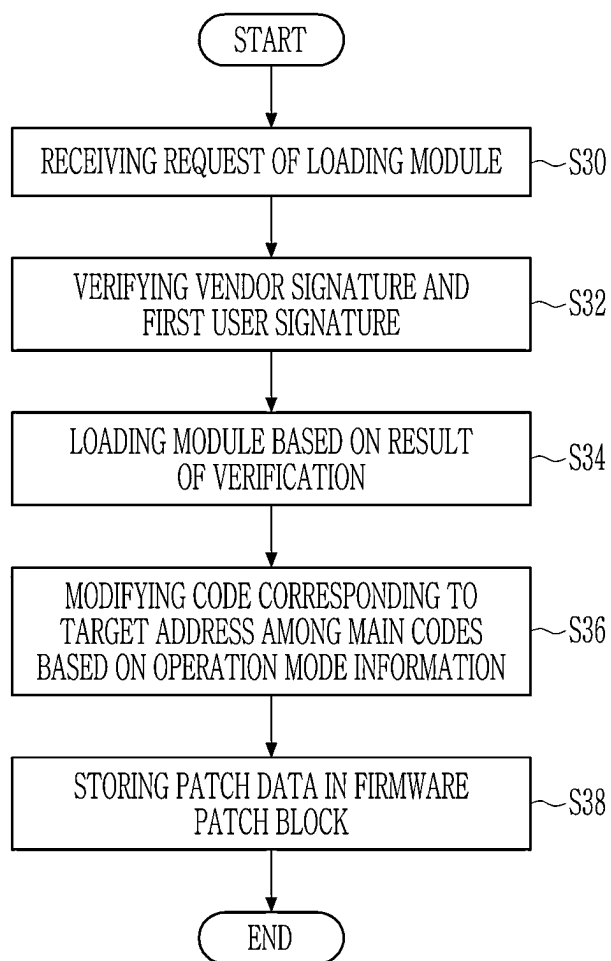 START
RECEIVING REQUEST OF LOADING MODULE
S30
VERIFYING VENDOR SIGNATURE AND
FIRST USER SIGNATURE
S32
LOADING MODULE BASED ON RESULT
OF VERIFICATION
S34
MODIFYING CODE CORRESPONDING TO
TARGET ADDRESS AMONG MAIN CODES
BASED ON OPERATION MODE INFORMATION
S36
STORING PATCH DATA IN FIRMWARE
PATCH BLOCK
S38
END